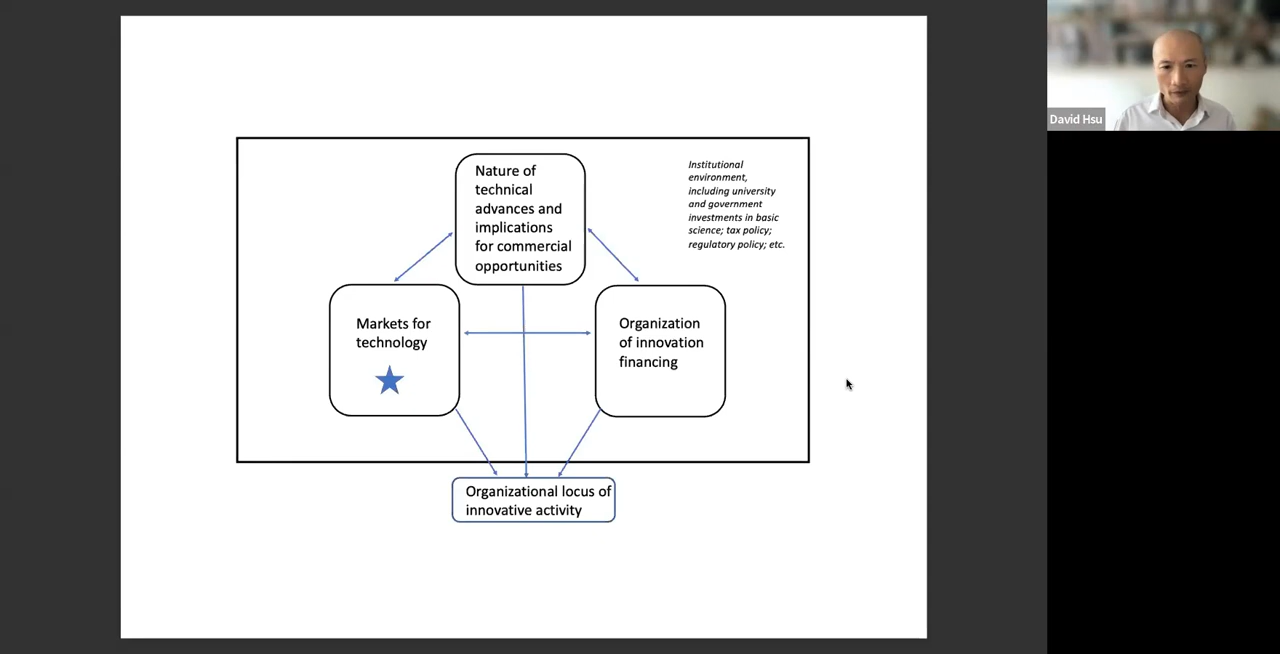 Nature of
technical
advances and
implications
for commercial
opportunities
Institutional
environment,
including university
and government
investments in basic
science; tax policy;
regulatory policy; etc.
Markets for
technology
Organization
of innovation
financing
Organizational locus of
innovative activity
David Hsu